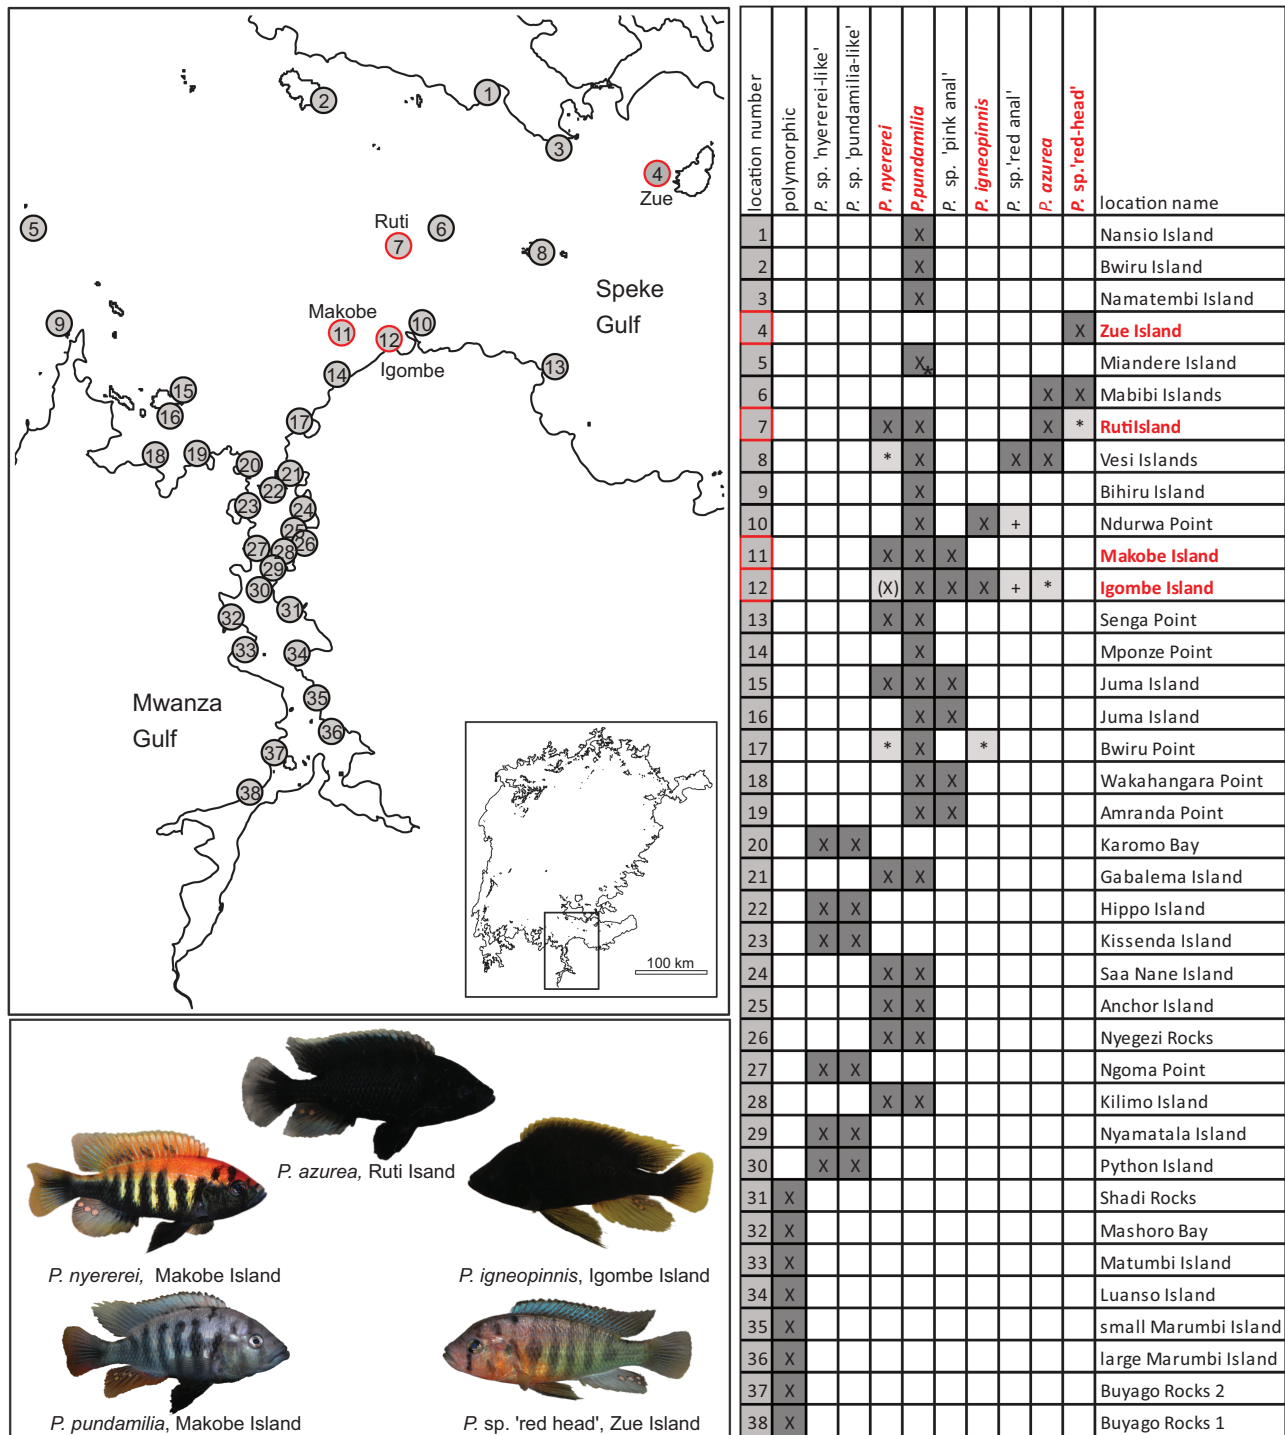 1
2
3
4
Zue
5
Ruti
6
7
8
Speke
Gulf
Makobe
9
10
11
12
Igombe
13
14
15
16
17
18
19
20
21
22
23
24
25
26
27
28
29
30
31
32
33
34
35
36
37
38
Mwanza
Gulf
100 km
P. azurea, Ruti Isand
P. nyererei, Makobe Island
P. igneopinnis, Igombe Island
P. pundamilia, Makobe Island
P. sp. 'red head', Zue Island
location number
polymorphic
P. sp. 'nyererei-like'
P. sp. 'pundamilia-like'
P. nyererei
P.pundamilia
P. sp. 'pink anal'
P. igneopinnis
P. sp.'red anal'
P. azurea
P. sp.'red-head'
location name
1 X Nansio Island
2 X Bwiru Island
3 X Namatembi Island
4 X Zue Island
5 X* Miandere Island
6 X X Mabibi Islands
7 X X X * RutiIsland
8 * X X X Vesi Islands
9 X Bihiru Island
10 X X + Ndurwa Point
11 X X X Makobe Island
12 (X) X X X + * Igombe Island
13 X X Senga Point
14 X Mponze Point
15 X X X Juma Island
16 X X Juma Island
17 * X * Bwiru Point
18 X X Wakahangara Point
19 X X Amranda Point
20 X X Karomo Bay
21 X X Gabalema Island
22 X X Hippo Island
23 X X Kissenda Island
24 X X Saa Nane Island
25 X X Anchor Island
26 X X Nyegezi Rocks
27 X X Ngoma Point
28 X X Kilimo Island
29 X X Nyamatala Island
30 X X Python Island
31 X Shadi Rocks
32 X Mashoro Bay
33 X Matumbi Island
34 X Luanso Island
35 X small Marumbi Island
36 X large Marumbi Island
37 X Buyago Rocks 2
38 X Buyago Rocks 1